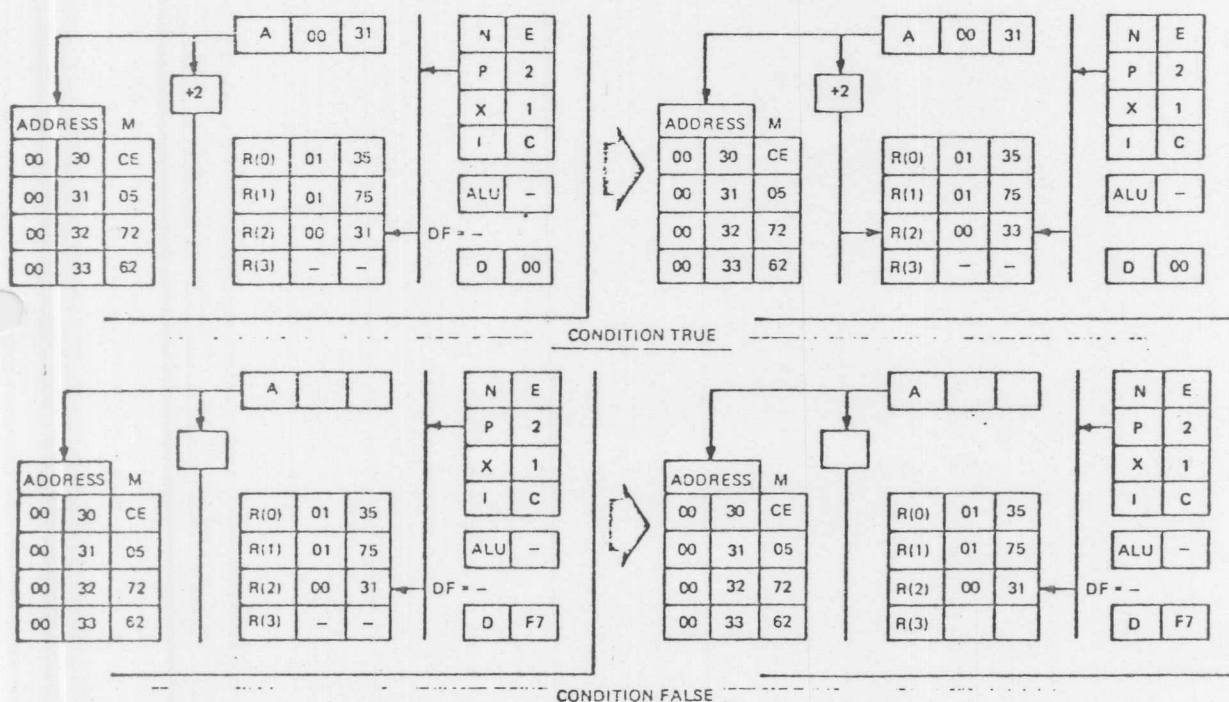 A 00 31
N E
P 2
X 1
I C
+2
ADDRESS M
00 30 CE
00 31 05
00 32 72
00 33 62
R(0) 01 35
R(1) 01 75
R(2) 00 31
R(3) – –
ALU –
DF = –
D 00
A 00 31
N E
P 2
X 1
I C
+2
ADDRESS M
00 30 CE
00 31 05
00 32 72
00 33 62
R(0) 01 35
R(1) 01 75
R(2) 00 33
R(3) – –
ALU –
D 00
CONDITION TRUE
A
N E
P 2
X 1
I C
ADDRESS M
00 30 CE
00 31 05
00 32 72
00 33 62
R(0) 01 35
R(1) 01 75
R(2) 00 31
R(3) – –
ALU –
DF = –
D F7
A
N E
P 2
X 1
I C
ADDRESS M
00 30 CE
00 31 05
00 32 72
00 33 62
R(0) 01 35
R(1) 01 75
R(2) 00 31
R(3)
ALU –
DF = –
D F7
CONDITION FALSE